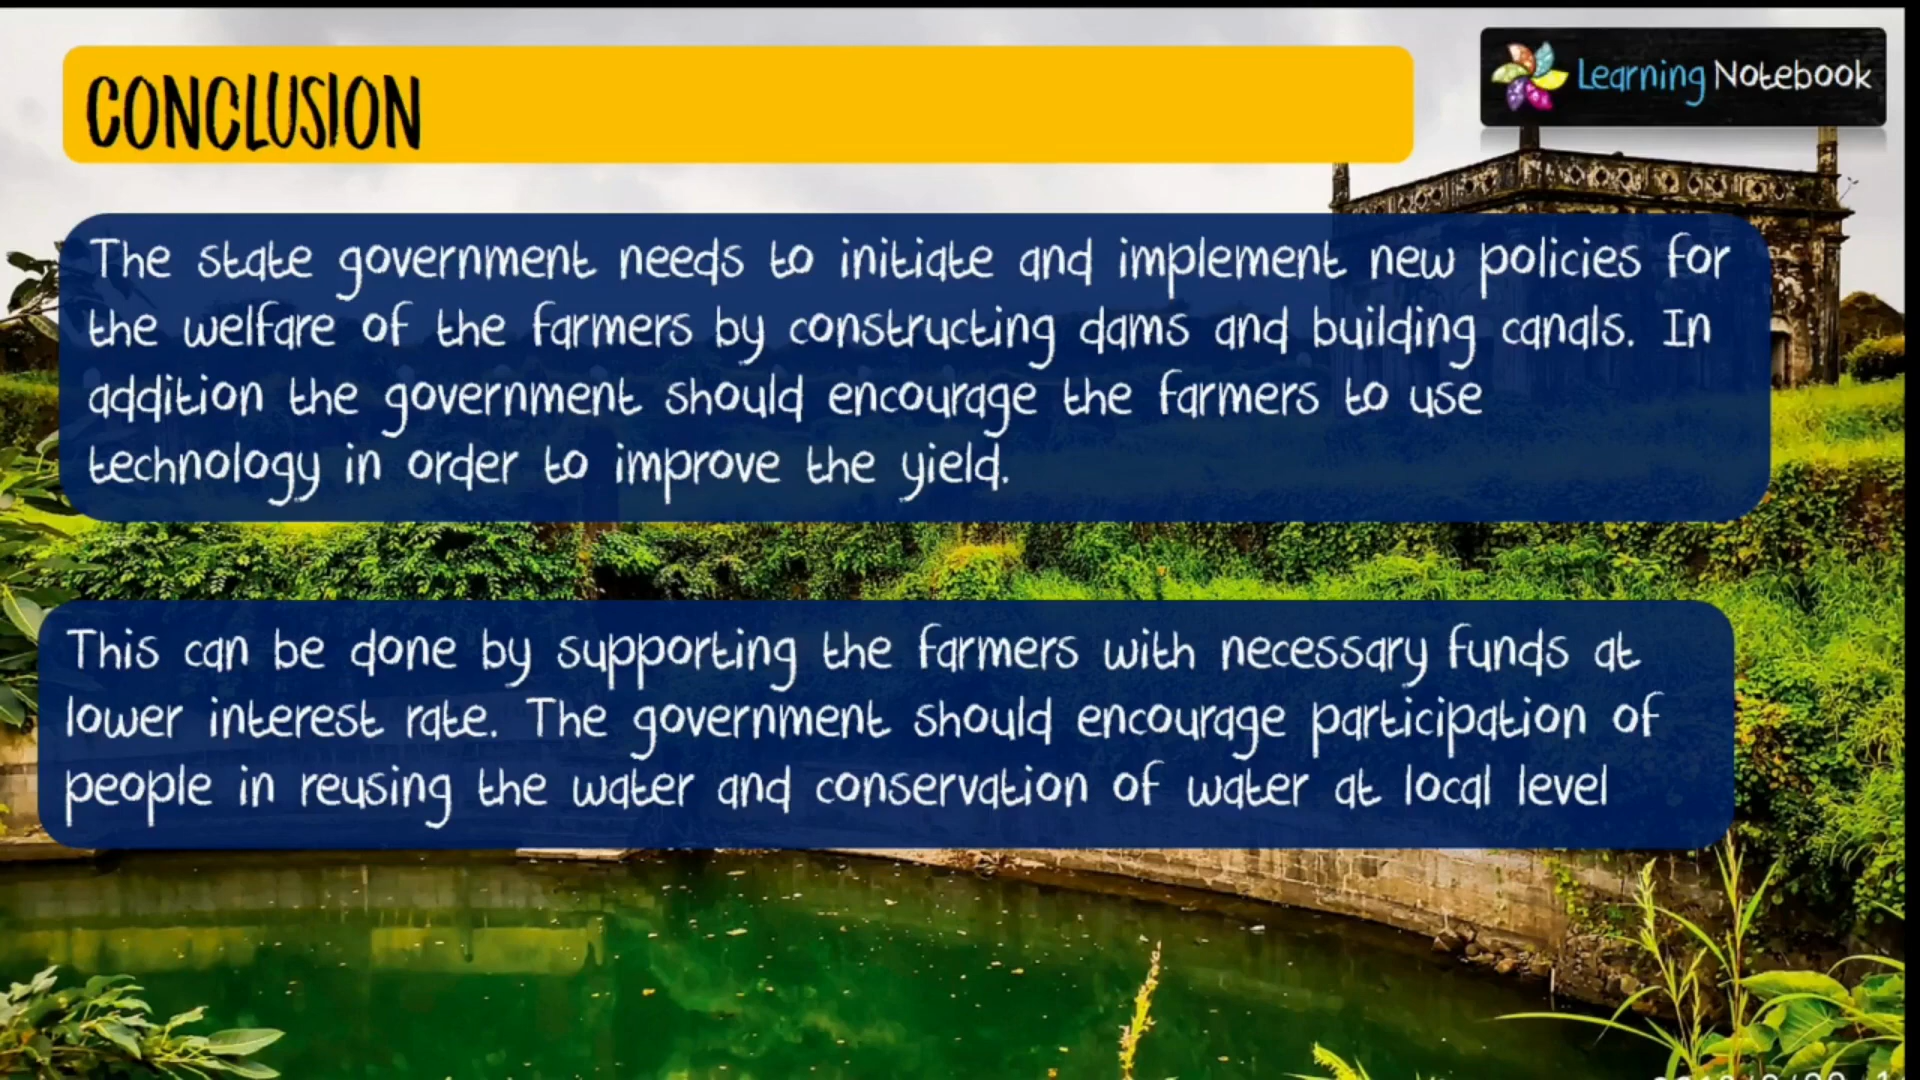 CONCLUSION
Learning Notebook
The state government needs to initiate and implement new policies for
the welfare of the farmers by constructing dams and building canals. In
addition the government should encourage the farmers to use
technology in order to improve the yield.
This can be done by supporting the farmers with necessary funds at
lower interest rate. The government should encourage participation of
people in reusing the water and conservation of water at local level